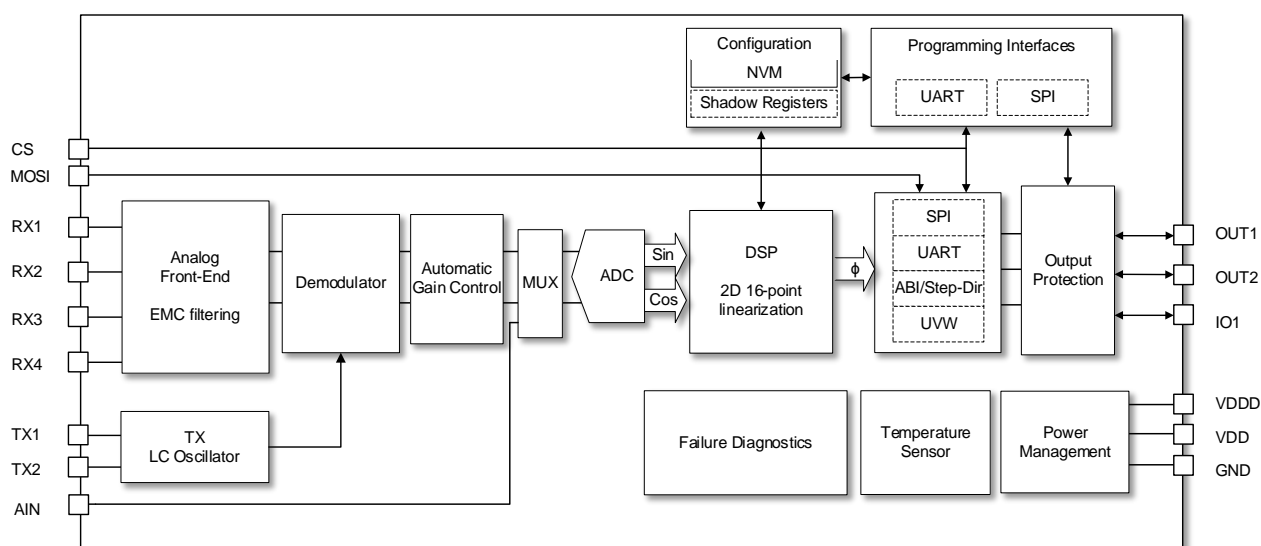 Configuration
NVM
Shadow Registers
Programming Interfaces
UART
SPI
CS
MOSI
RX1
RX2
RX3
RX4
TX1
TX2
AIN
Analog
Front-End
EMC filtering
TX
LC Oscillator
Demodulator
Automatic
Gain Control
MUX
ADC
Sin
Cos
DSP
2D 16-point
linearization
ϕ
SPI
UART
ABI/Step-Dir
UVW
Output
Protection
OUT1
OUT2
IO1
Failure Diagnostics
Temperature
Sensor
Power
Management
VDDD
VDD
GND